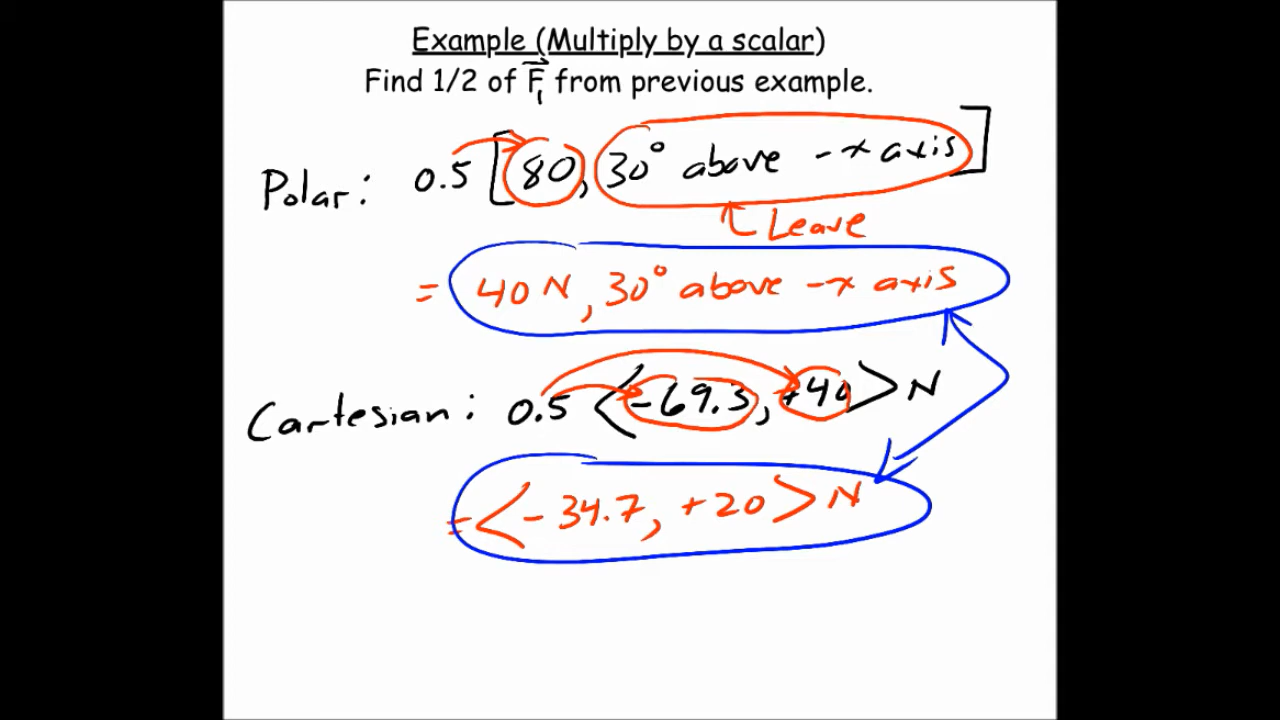 Example (Multiply by a scalar)
Find 1/2 of F⃗₁ from previous example.
Polar: 0.5 [80, 30° above -x axis]
Leave
= 40 N, 30° above -x axis
Cartesian: 0.5 <-69.3, +40> N
= <-34.7, +20> N